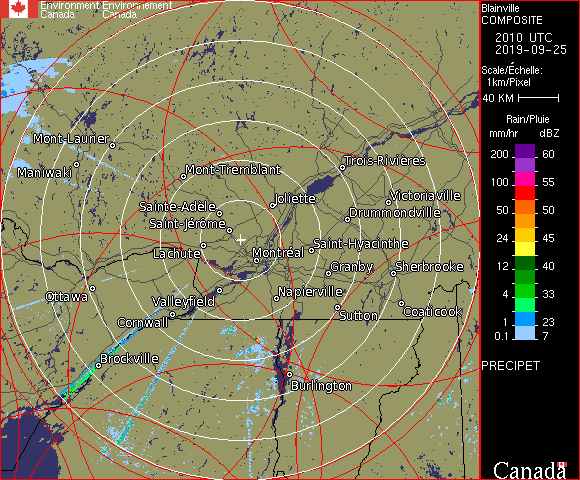 Environment Environnement
Canada Canada
Mont-Laurier
Maniwaki
Mont-Tremblant
Trois-Rivières
Sainte-Adèle
Joliette
Victoriaville
Saint-Jérôme
Drummondville
Lachute
Montréal
Saint-Hyacinthe
Granby
Sherbrooke
Ottawa
Valleyfield
Napierville
Cornwall
Sutton
Coaticook
Brockville
Burlington
Blainville
COMPOSITE
2010 UTC
2019-09-25
Scale/Échelle:
1km/Pixel
40 KM
Rain/Pluie
mm/hr dBZ
200 60
100 55
50 50
24 45
12 40
4 33
1 23
0.1 7
PRECIPET
Canada